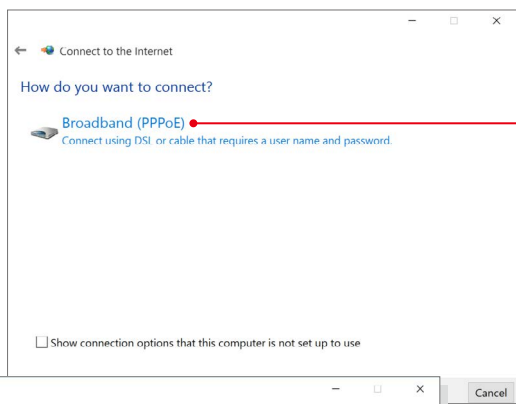 Connect to the Internet
How do you want to connect?
Broadband (PPPoE)
Connect using DSL or cable that requires a user name and password.
Show connection options that this computer is not set up to use
Cancel